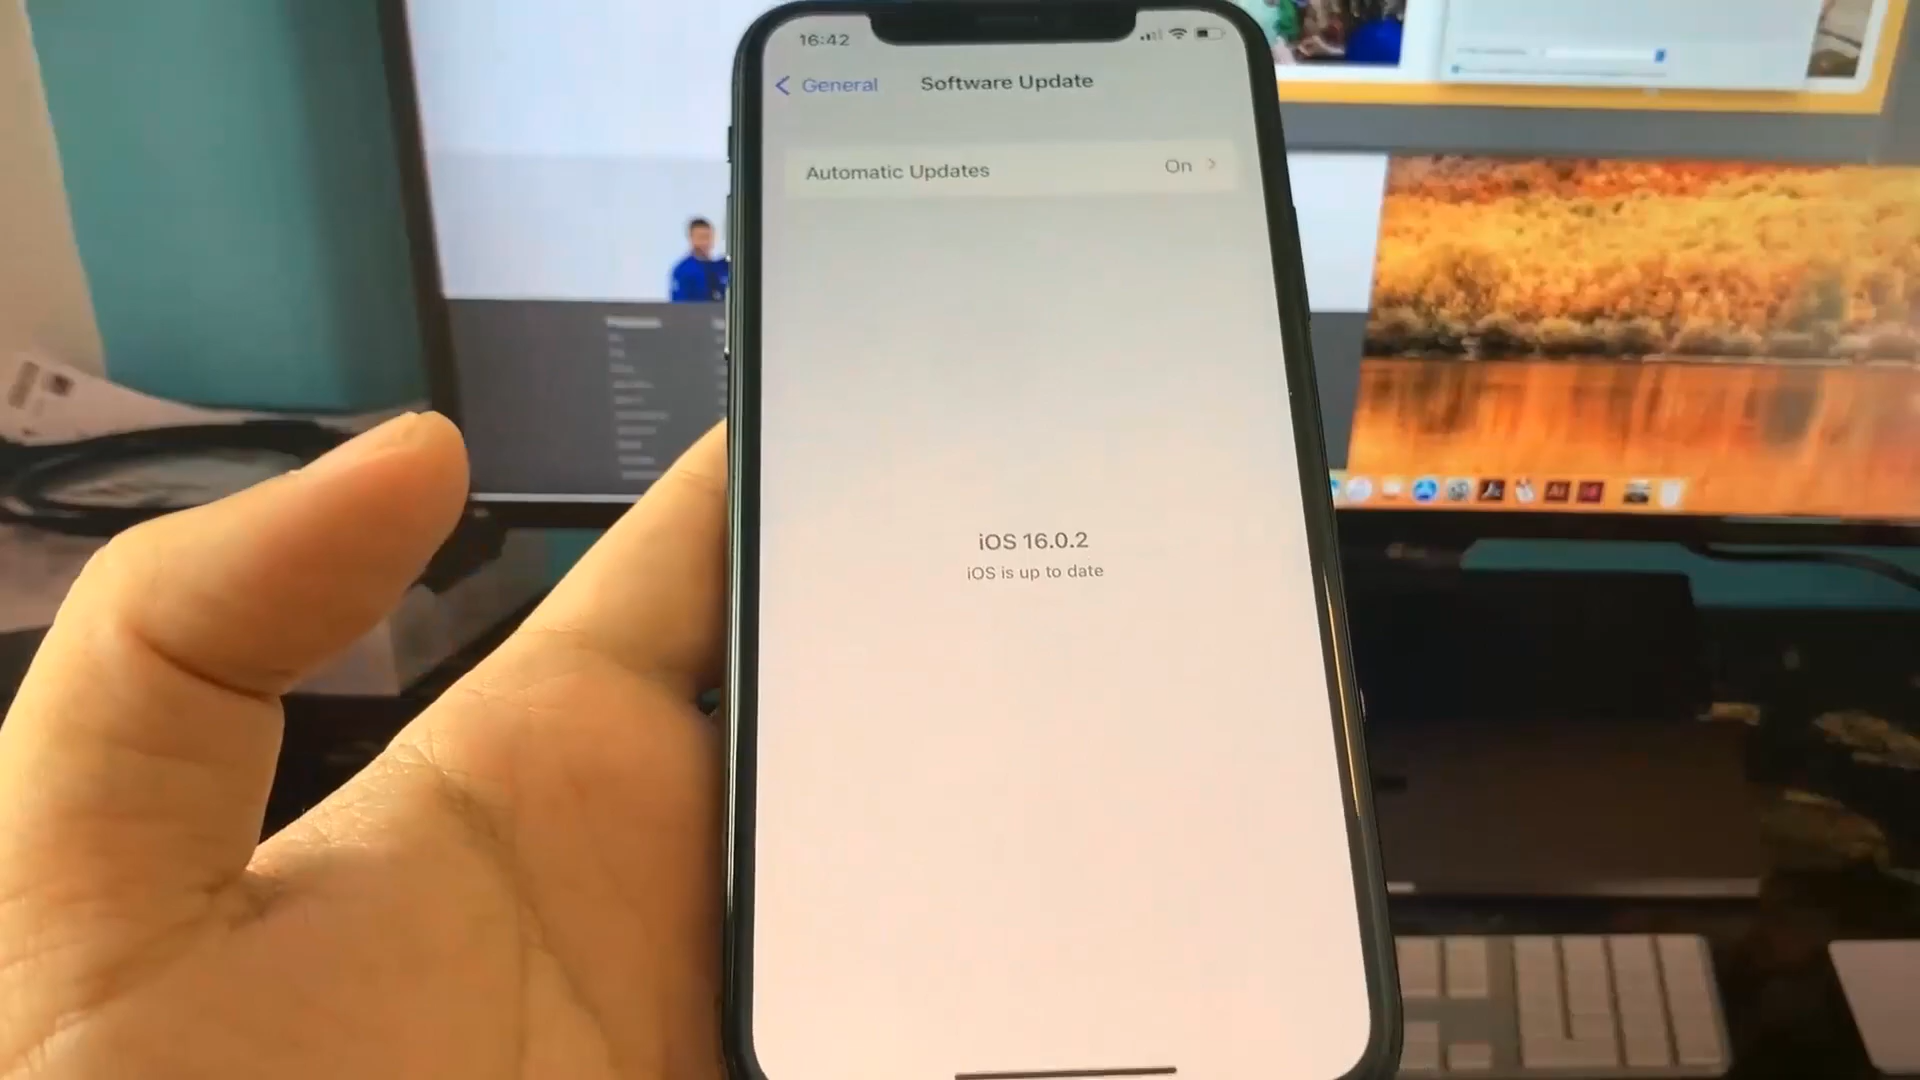 16:42
General
Software Update
Automatic Updates
On
iOS 16.0.2
iOS is up to date